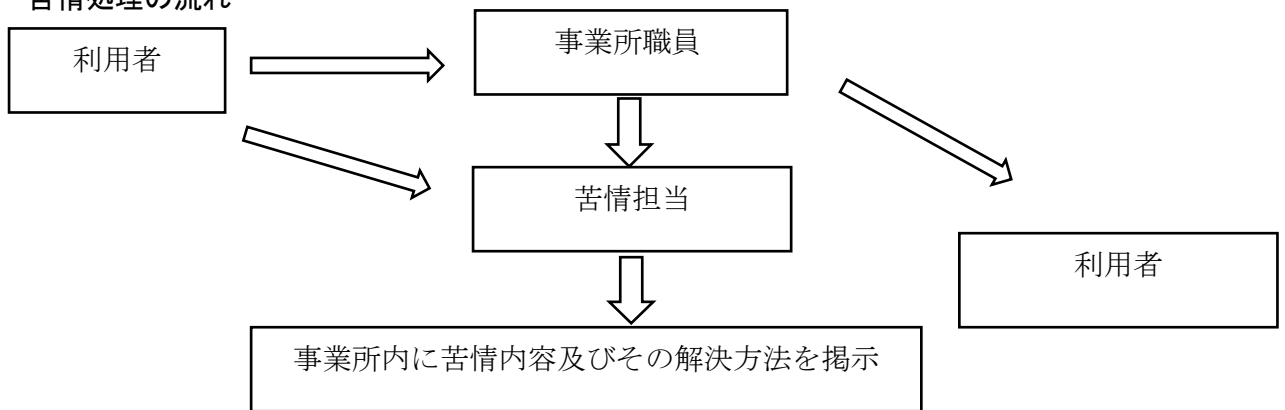 苦情処理の流れ
利用者
事業所職員
苦情担当
利用者
事業所内に苦情内容及びその解決方法を掲示